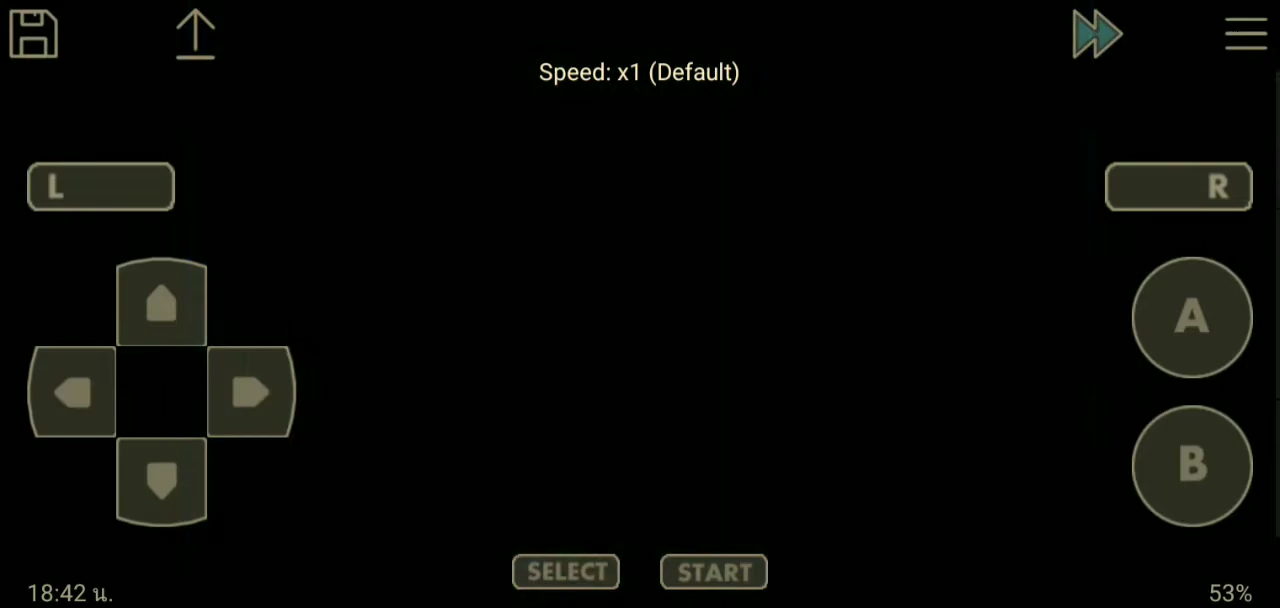 Speed: x1 (Default)
L
R
A
B
SELECT
START
18:42 น.
53%